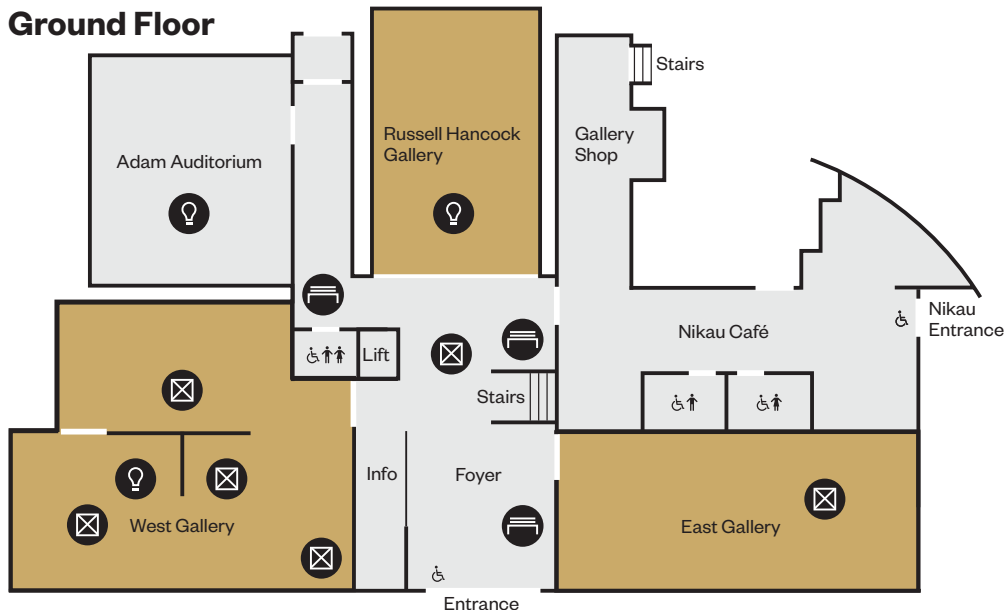 Ground Floor
Stairs
Russell Hancock
Gallery
Gallery
Shop
Adam Auditorium
Nikau
Entrance
Nikau Café
Lift
Stairs
Info
Foyer
West Gallery
East Gallery
Entrance